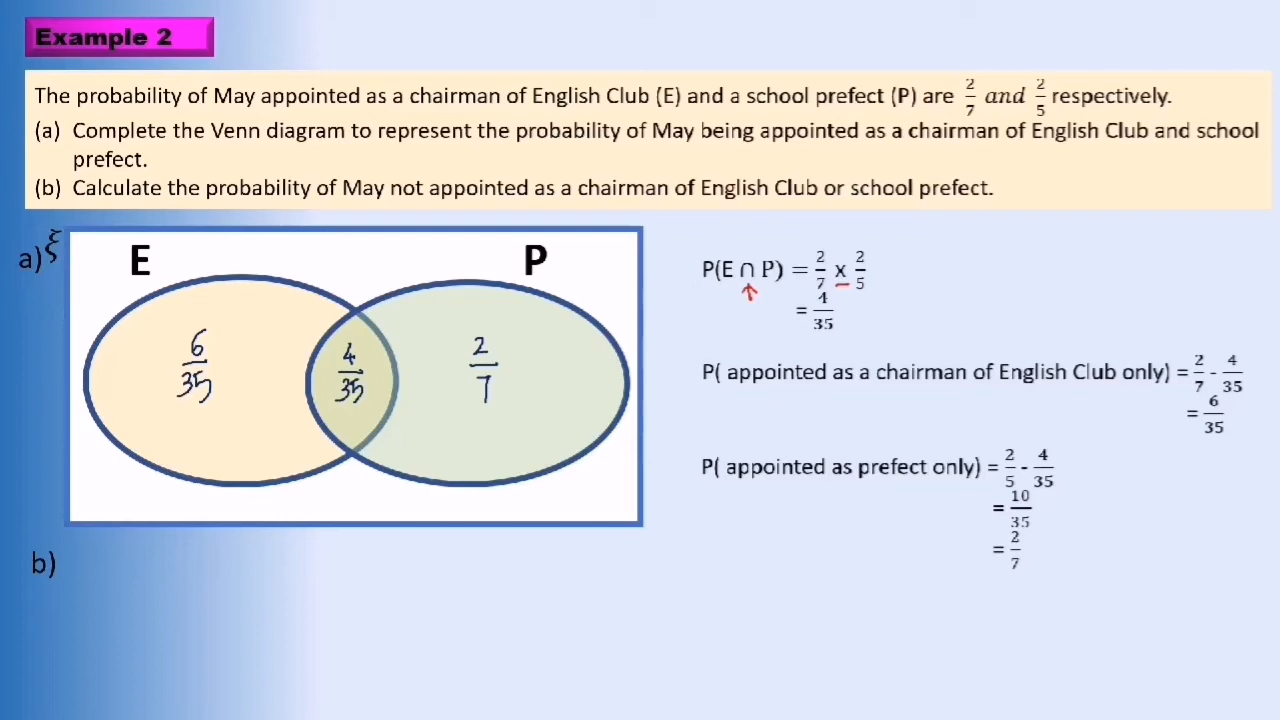 Example 2
The probability of May appointed as a chairman of English Club (E) and a school prefect (P) are 2/7 and 2/5 respectively.
(a) Complete the Venn diagram to represent the probability of May being appointed as a chairman of English Club and school
prefect.
(b) Calculate the probability of May not appointed as a chairman of English Club or school prefect.
a) ξ
E P
6/35 4/35 2/7
P(E ∩ P) = 2/7 x 2/5
= 4/35
P( appointed as a chairman of English Club only) = 2/7 - 4/35
= 6/35
P( appointed as prefect only) = 2/5 - 4/35
= 10/35
= 2/7
b)